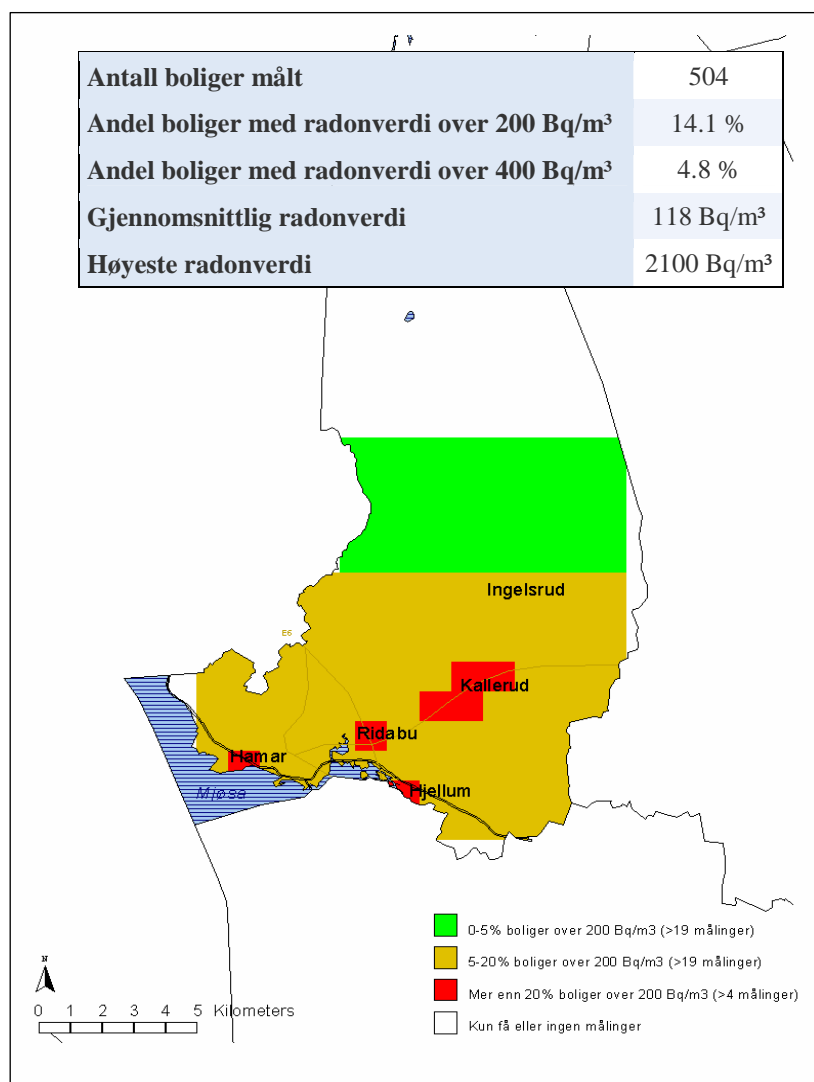 Antall boliger målt 504
Andel boliger med radonverdi over 200 Bq/m³ 14.1 %
Andel boliger med radonverdi over 400 Bq/m³ 4.8 %
Gjennomsnittlig radonverdi 118 Bq/m³
Høyeste radonverdi 2100 Bq/m³
Ingelsrud
E6
Kallerud
Ridabu
Hamar
Hjellum
Mjøsa
0-5% boliger over 200 Bq/m3 (>19 målinger)
5-20% boliger over 200 Bq/m3 (>19 målinger)
Mer enn 20% boliger over 200 Bq/m3 (>4 målinger)
Kun få eller ingen målinger
N
0 1 2 3 4 5 Kilometers